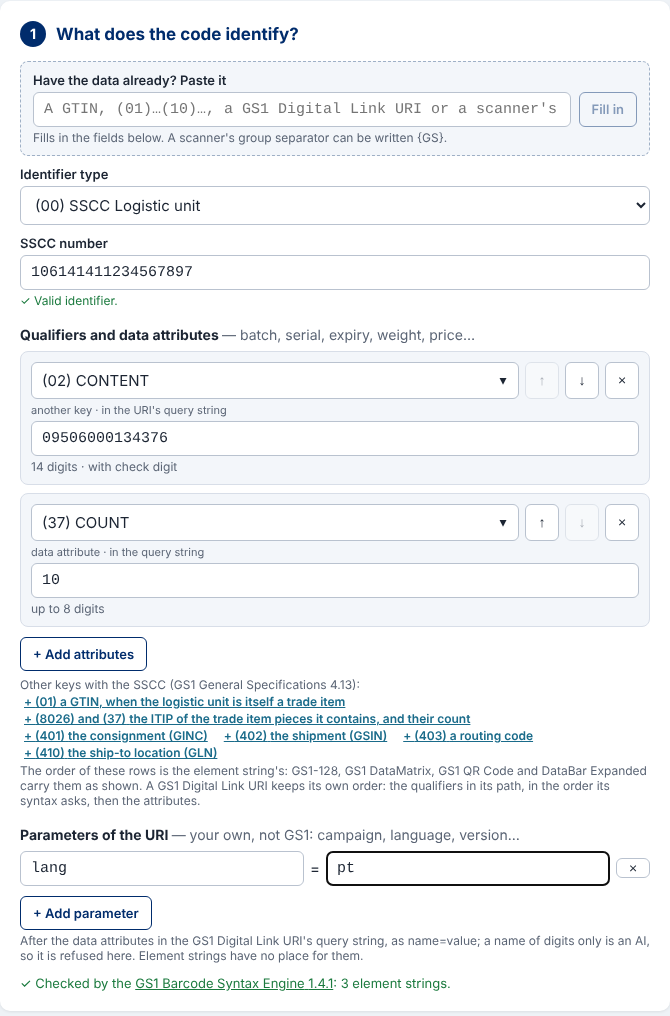 1 What does the code identify?
Have the data already? Paste it
A GTIN, (01)…(10)…, a GS1 Digital Link URI or a scanner's
Fill in
Fills in the fields below. A scanner's group separator can be written {GS}.
Identifier type
(00) SSCC Logistic unit
SSCC number
106141411234567897
✓ Valid identifier.
Qualifiers and data attributes — batch, serial, expiry, weight, price…
(02) CONTENT ▼ ↑ ↓ ×
another key · in the URI's query string
09506000134376
14 digits · with check digit
(37) COUNT ▼ ↑ ↓ ×
data attribute · in the query string
10
up to 8 digits
+ Add attributes
Other keys with the SSCC (GS1 General Specifications 4.13):
+ (01) a GTIN, when the logistic unit is itself a trade item
+ (8026) and (37) the ITIP of the trade item pieces it contains, and their count
+ (401) the consignment (GINC) + (402) the shipment (GSIN) + (403) a routing code
+ (410) the ship-to location (GLN)
The order of these rows is the element string's: GS1-128, GS1 DataMatrix, GS1 QR Code and DataBar Expanded
carry them as shown. A GS1 Digital Link URI keeps its own order: the qualifiers in its path, in the order its
syntax asks, then the attributes.
Parameters of the URI — your own, not GS1: campaign, language, version…
lang = pt ×
+ Add parameter
After the data attributes in the GS1 Digital Link URI's query string, as name=value; a name of digits only is an AI,
so it is refused here. Element strings have no place for them.
✓ Checked by the GS1 Barcode Syntax Engine 1.4.1: 3 element strings.